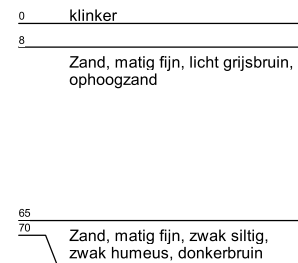 0 klinker
8
Zand, matig fijn, licht grijsbruin,
ophoogzand
65
70
Zand, matig fijn, zwak siltig,
zwak humeus, donkerbruin